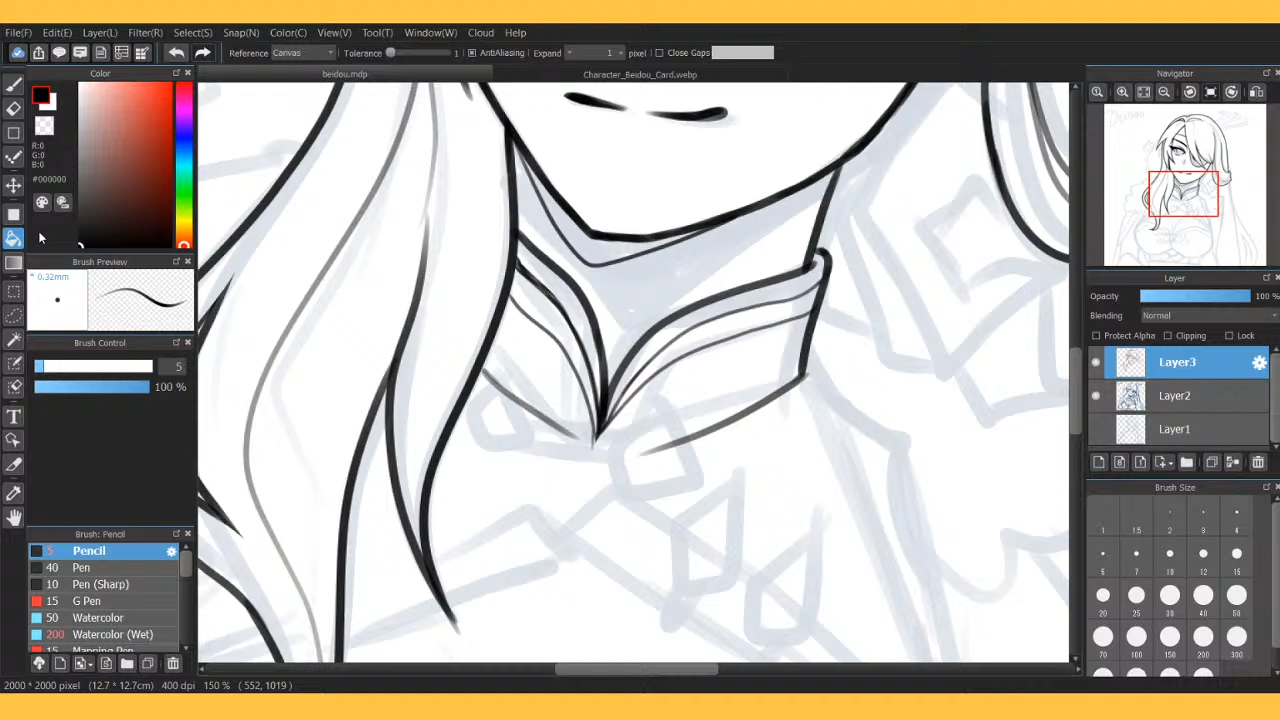 File(F) Edit(E) Layer(L) Filter(R) Select(S) Snap(N) Color(C) View(V) Tool(T) Window(W) Cloud Help
Reference Canvas Tolerance 1 AntiAliasing Expand 1 pixel Close Gaps
Color
beidou.mdp
Character_Beidou_Card.webp
Navigator
R:0
G:0
B:0
#000000
Brush Preview
* 0.32mm
Brush Control
5
100 %
Layer
Opacity 100 %
Blending Normal
Protect Alpha Clipping Lock
Layer3
Layer2
Layer1
Brush Size
1 1.5 2 3 4
5 7 10 12 15
20 25 30 40 50
70 100 150 200 300
Brush: Pencil
5 Pencil
40 Pen
10 Pen (Sharp)
15 G Pen
50 Watercolor
200 Watercolor (Wet)
15 Mapping Pen
2000 * 2000 pixel (12.7 * 12.7cm) 400 dpi 150 % ( 552, 1019 )